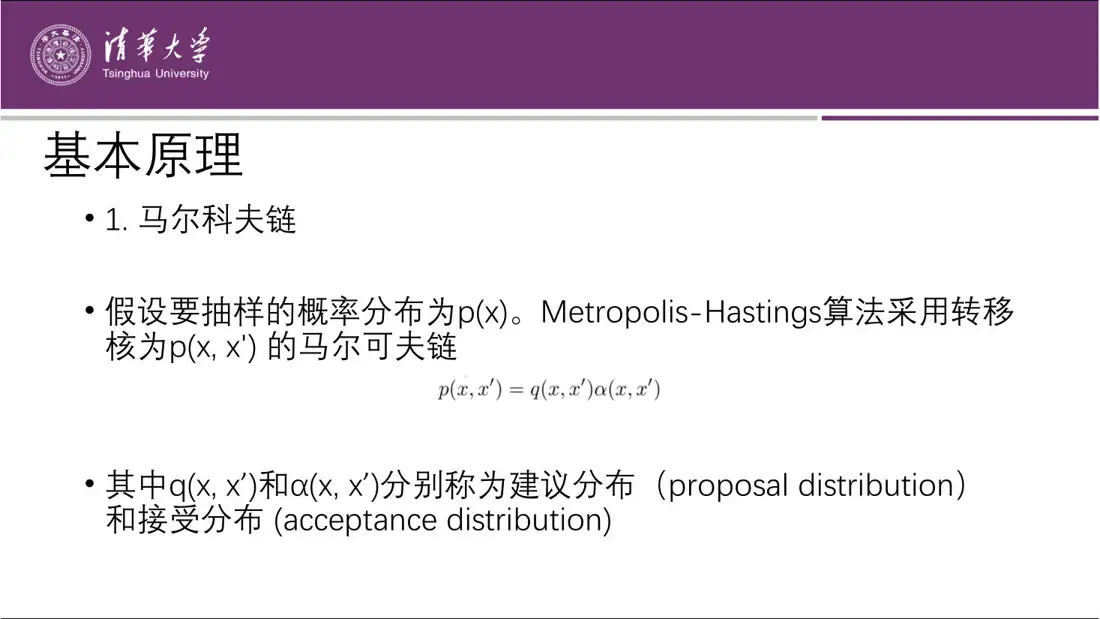 清华大学
Tsinghua University
基本原理
• 1. 马尔科夫链
• 假设要抽样的概率分布为p(x)。Metropolis-Hastings算法采用转移
核为p(x, x') 的马尔可夫链
p(x, x′) = q(x, x′)α(x, x′)
• 其中q(x, x′)和α(x, x′)分别称为建议分布（proposal distribution）
和接受分布 (acceptance distribution)